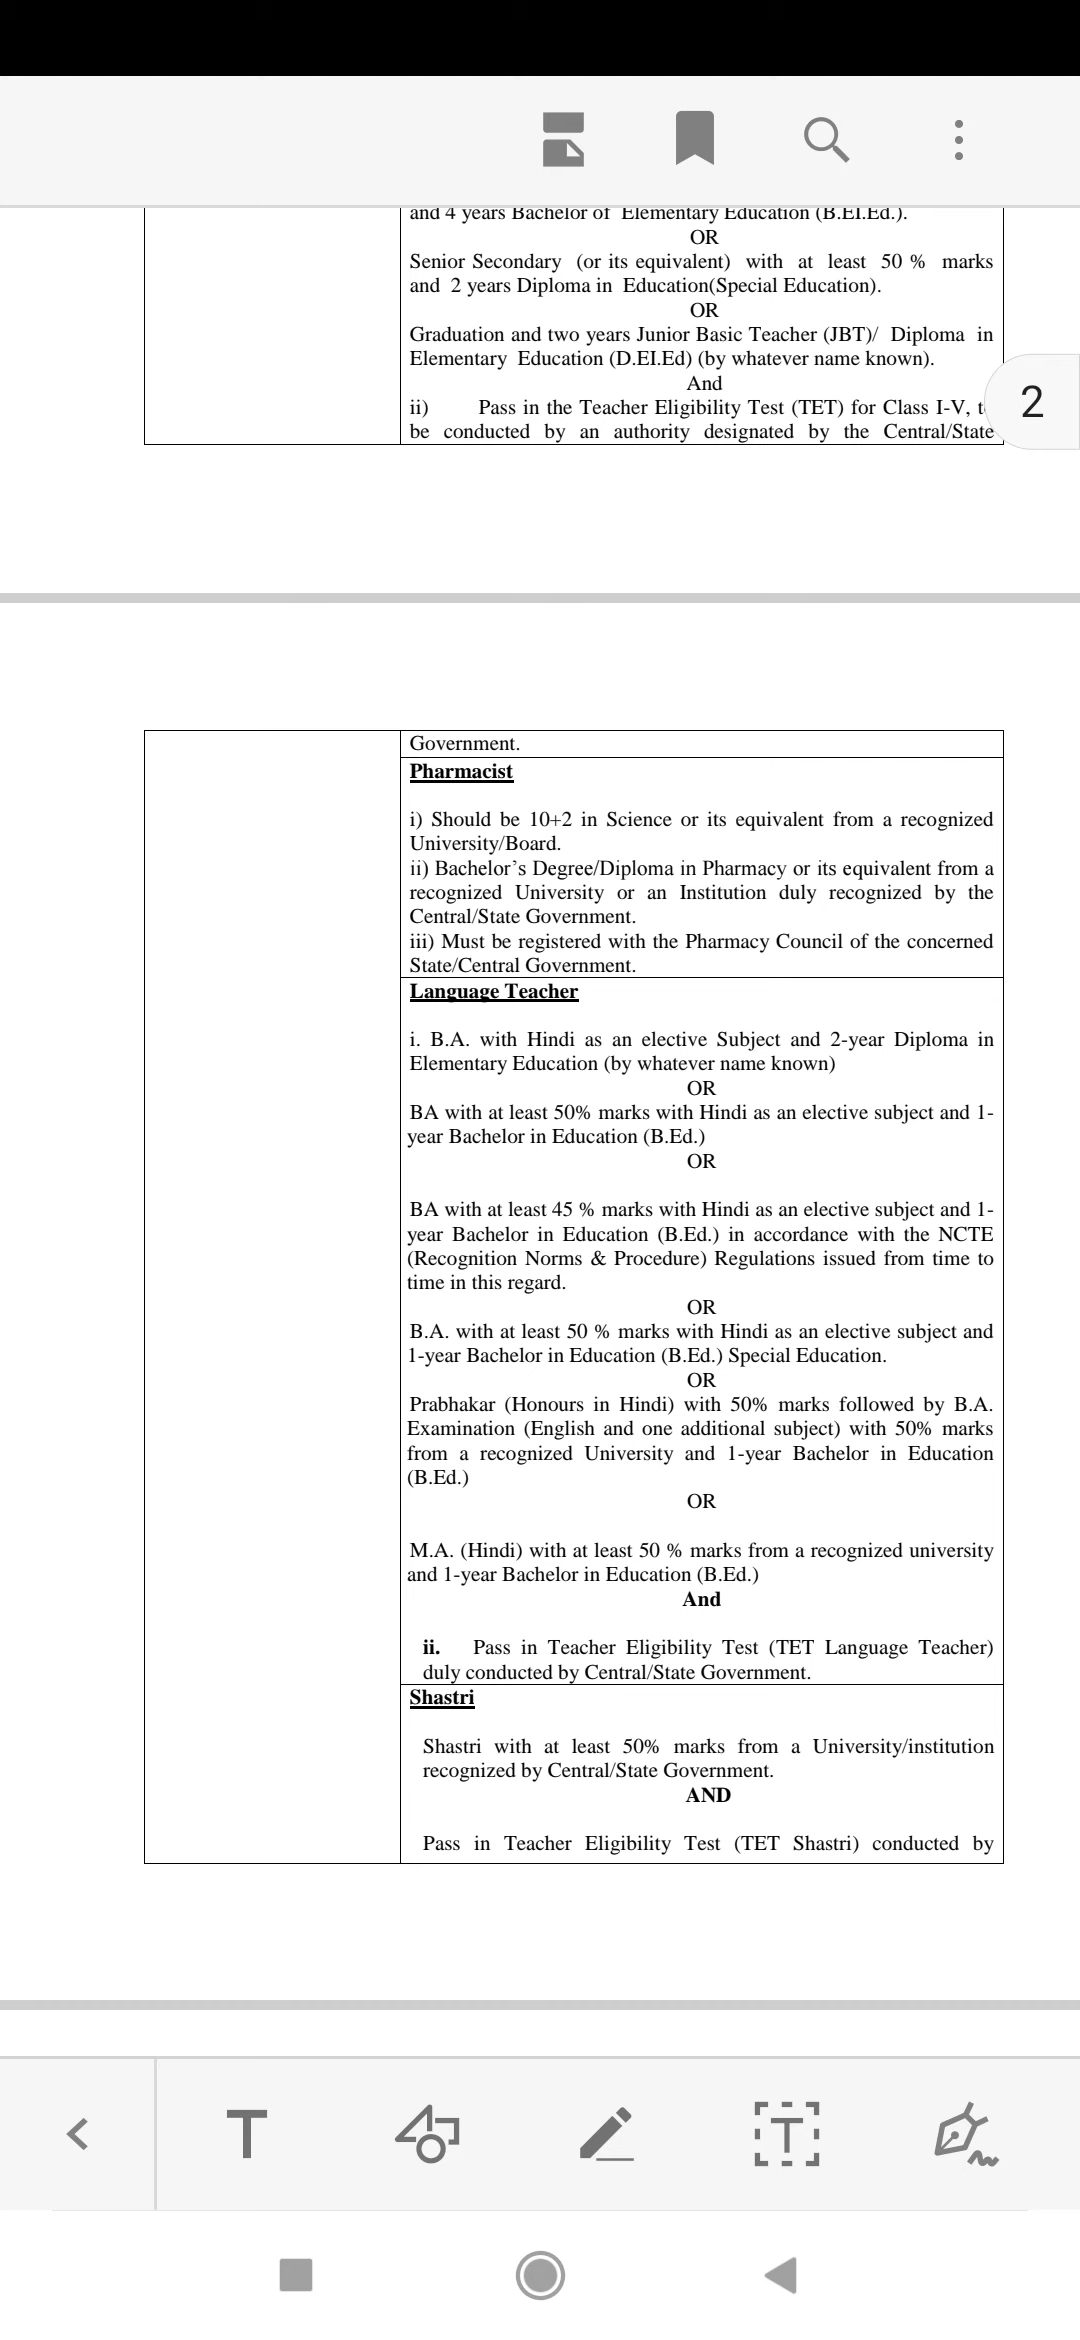 and 4 years Bachelor of Elementary Education (B.EI.Ed.).
OR
Senior Secondary (or its equivalent) with at least 50 % marks
and 2 years Diploma in Education(Special Education).
OR
Graduation and two years Junior Basic Teacher (JBT)/ Diploma in
Elementary Education (D.EI.Ed) (by whatever name known).
And
ii) Pass in the Teacher Eligibility Test (TET) for Class I-V,
be conducted by an authority designated by the Central/State
2
Government.
Pharmacist
i) Should be 10+2 in Science or its equivalent from a recognized
University/Board.
ii) Bachelor’s Degree/Diploma in Pharmacy or its equivalent from a
recognized University or an Institution duly recognized by the
Central/State Government.
iii) Must be registered with the Pharmacy Council of the concerned
State/Central Government.
Language Teacher
i. B.A. with Hindi as an elective Subject and 2-year Diploma in
Elementary Education (by whatever name known)
OR
BA with at least 50% marks with Hindi as an elective subject and 1-
year Bachelor in Education (B.Ed.)
OR
BA with at least 45 % marks with Hindi as an elective subject and 1-
year Bachelor in Education (B.Ed.) in accordance with the NCTE
(Recognition Norms & Procedure) Regulations issued from time to
time in this regard.
OR
B.A. with at least 50 % marks with Hindi as an elective subject and
1-year Bachelor in Education (B.Ed.) Special Education.
OR
Prabhakar (Honours in Hindi) with 50% marks followed by B.A.
Examination (English and one additional subject) with 50% marks
from a recognized University and 1-year Bachelor in Education
(B.Ed.)
OR
M.A. (Hindi) with at least 50 % marks from a recognized university
and 1-year Bachelor in Education (B.Ed.)
And
ii. Pass in Teacher Eligibility Test (TET Language Teacher)
duly conducted by Central/State Government.
Shastri
Shastri with at least 50% marks from a University/institution
recognized by Central/State Government.
AND
Pass in Teacher Eligibility Test (TET Shastri) conducted by